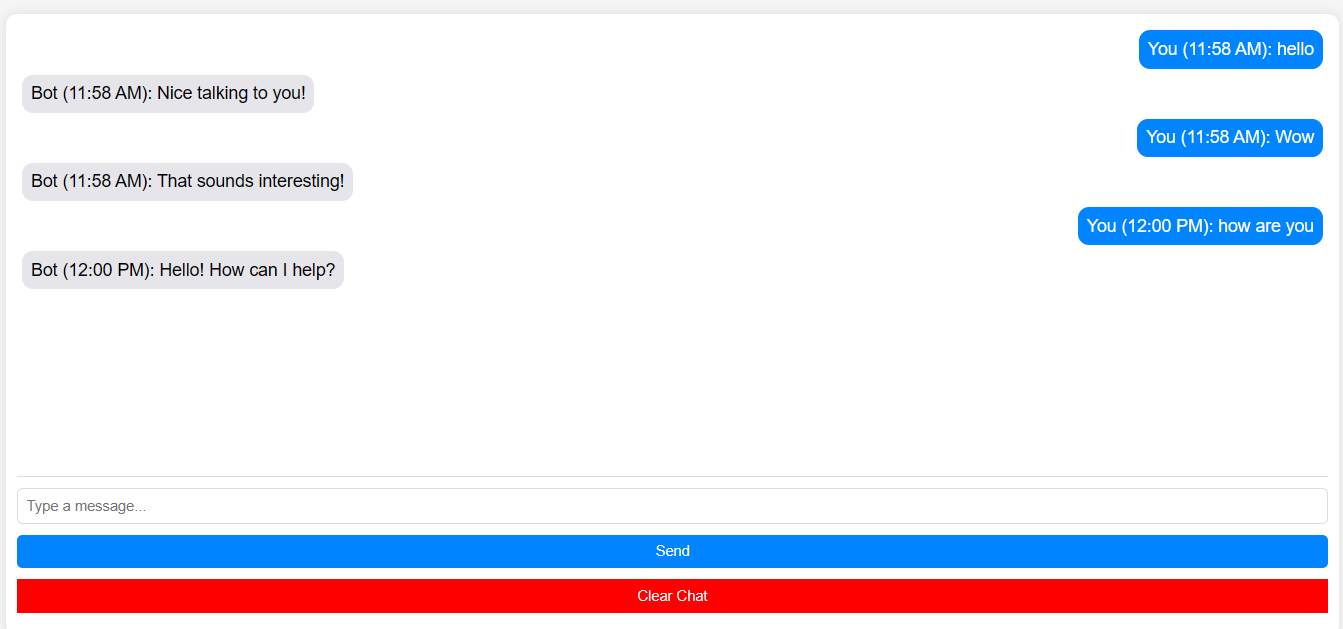 You (11:58 AM): hello
Bot (11:58 AM): Nice talking to you!
You (11:58 AM): Wow
Bot (11:58 AM): That sounds interesting!
You (12:00 PM): how are you
Bot (12:00 PM): Hello! How can I help?
Type a message...
Send
Clear Chat